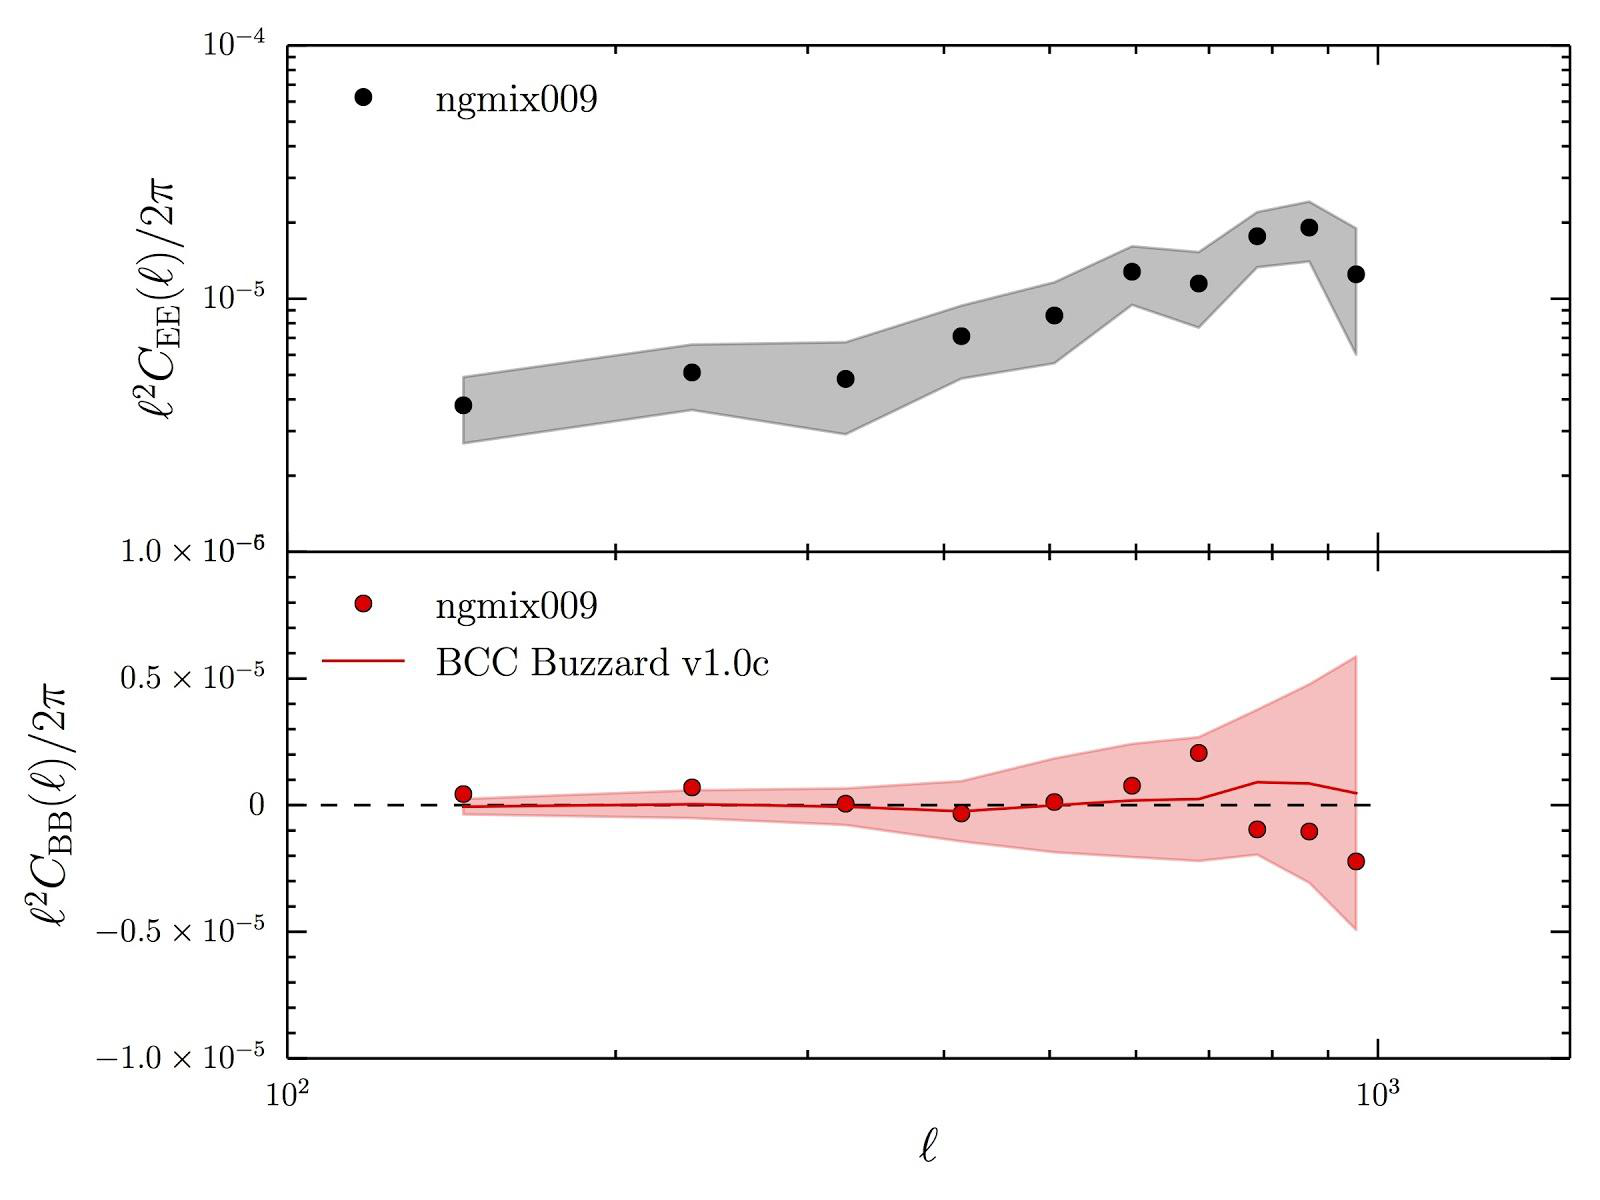 10⁻⁴
ngmix009
10⁻⁵
ℓ²C_EE(ℓ)/2π
1.0 × 10⁻⁶
ngmix009
BCC Buzzard v1.0c
0.5 × 10⁻⁵
0
ℓ²C_BB(ℓ)/2π
−0.5 × 10⁻⁵
−1.0 × 10⁻⁵
10²
10³
ℓ